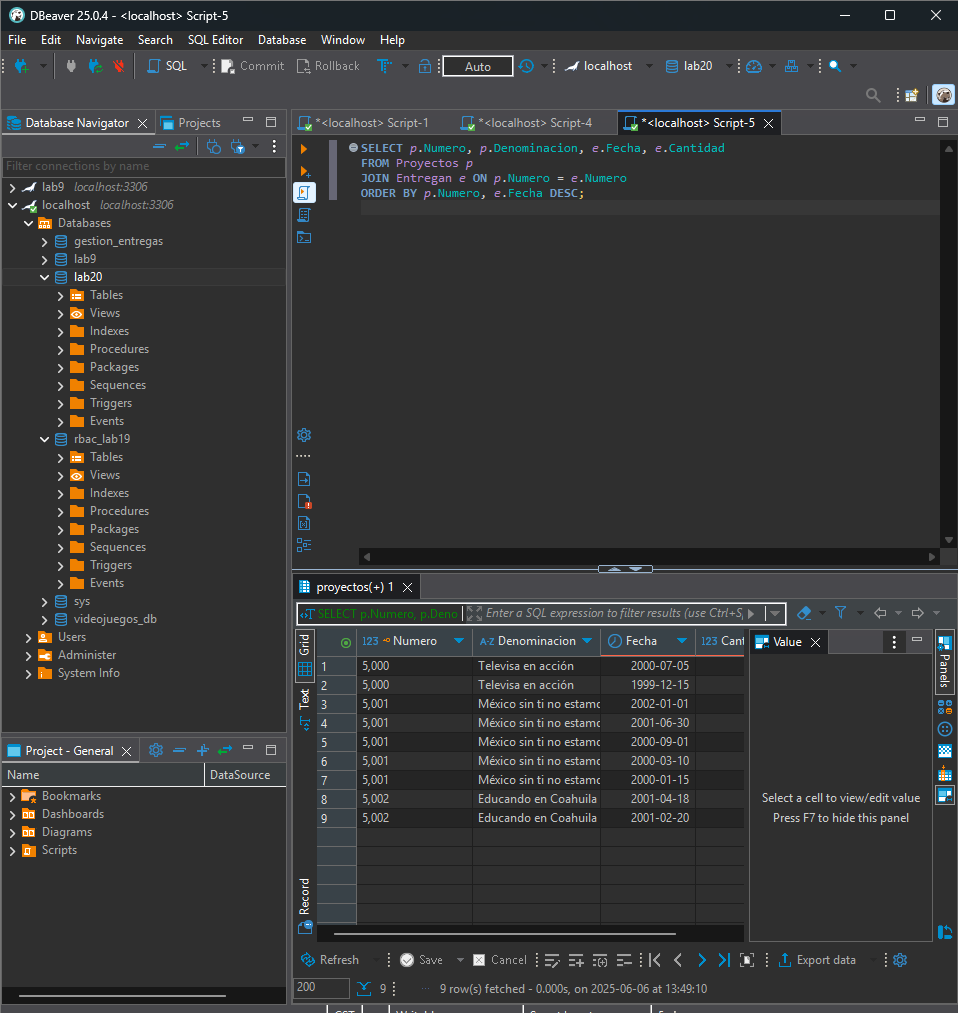 DBeaver 25.0.4 - <localhost> Script-5
File Edit Navigate Search SQL Editor Database Window Help
SQL Commit Rollback Auto localhost lab20
Database Navigator Projects
Filter connections by name
lab9 localhost:3306
localhost localhost:3306
Databases
gestion_entregas
lab9
lab20
Tables
Views
Indexes
Procedures
Packages
Sequences
Triggers
Events
rbac_lab19
Tables
Views
Indexes
Procedures
Packages
Sequences
Triggers
Events
sys
videojuegos_db
Users
Administer
System Info
Project - General
Name DataSource
Bookmarks
Dashboards
Diagrams
Scripts
*<localhost> Script-1 *<localhost> Script-4 *<localhost> Script-5
SELECT p.Numero, p.Denominacion, e.Fecha, e.Cantidad
FROM Proyectos p
JOIN Entregan e ON p.Numero = e.Numero
ORDER BY p.Numero, e.Fecha DESC;
proyectos(+) 1
SELECT p.Numero, p.Deno Enter a SQL expression to filter results (use Ctrl+S
Grid
Text
Record
123 Numero A-Z Denominacion Fecha 123 Cant
1 5,000 Televisa en acción 2000-07-05
2 5,000 Televisa en acción 1999-12-15
3 5,001 México sin ti no estamo 2002-01-01
4 5,001 México sin ti no estamo 2001-06-30
5 5,001 México sin ti no estamo 2000-09-01
6 5,001 México sin ti no estamo 2000-03-10
7 5,001 México sin ti no estamo 2000-01-15
8 5,002 Educando en Coahuila 2001-04-18
9 5,002 Educando en Coahuila 2001-02-20
Value
Select a cell to view/edit value
Press F7 to hide this panel
Panels
Refresh Save Cancel Export data
200 9 9 row(s) fetched - 0.000s, on 2025-06-06 at 13:49:10